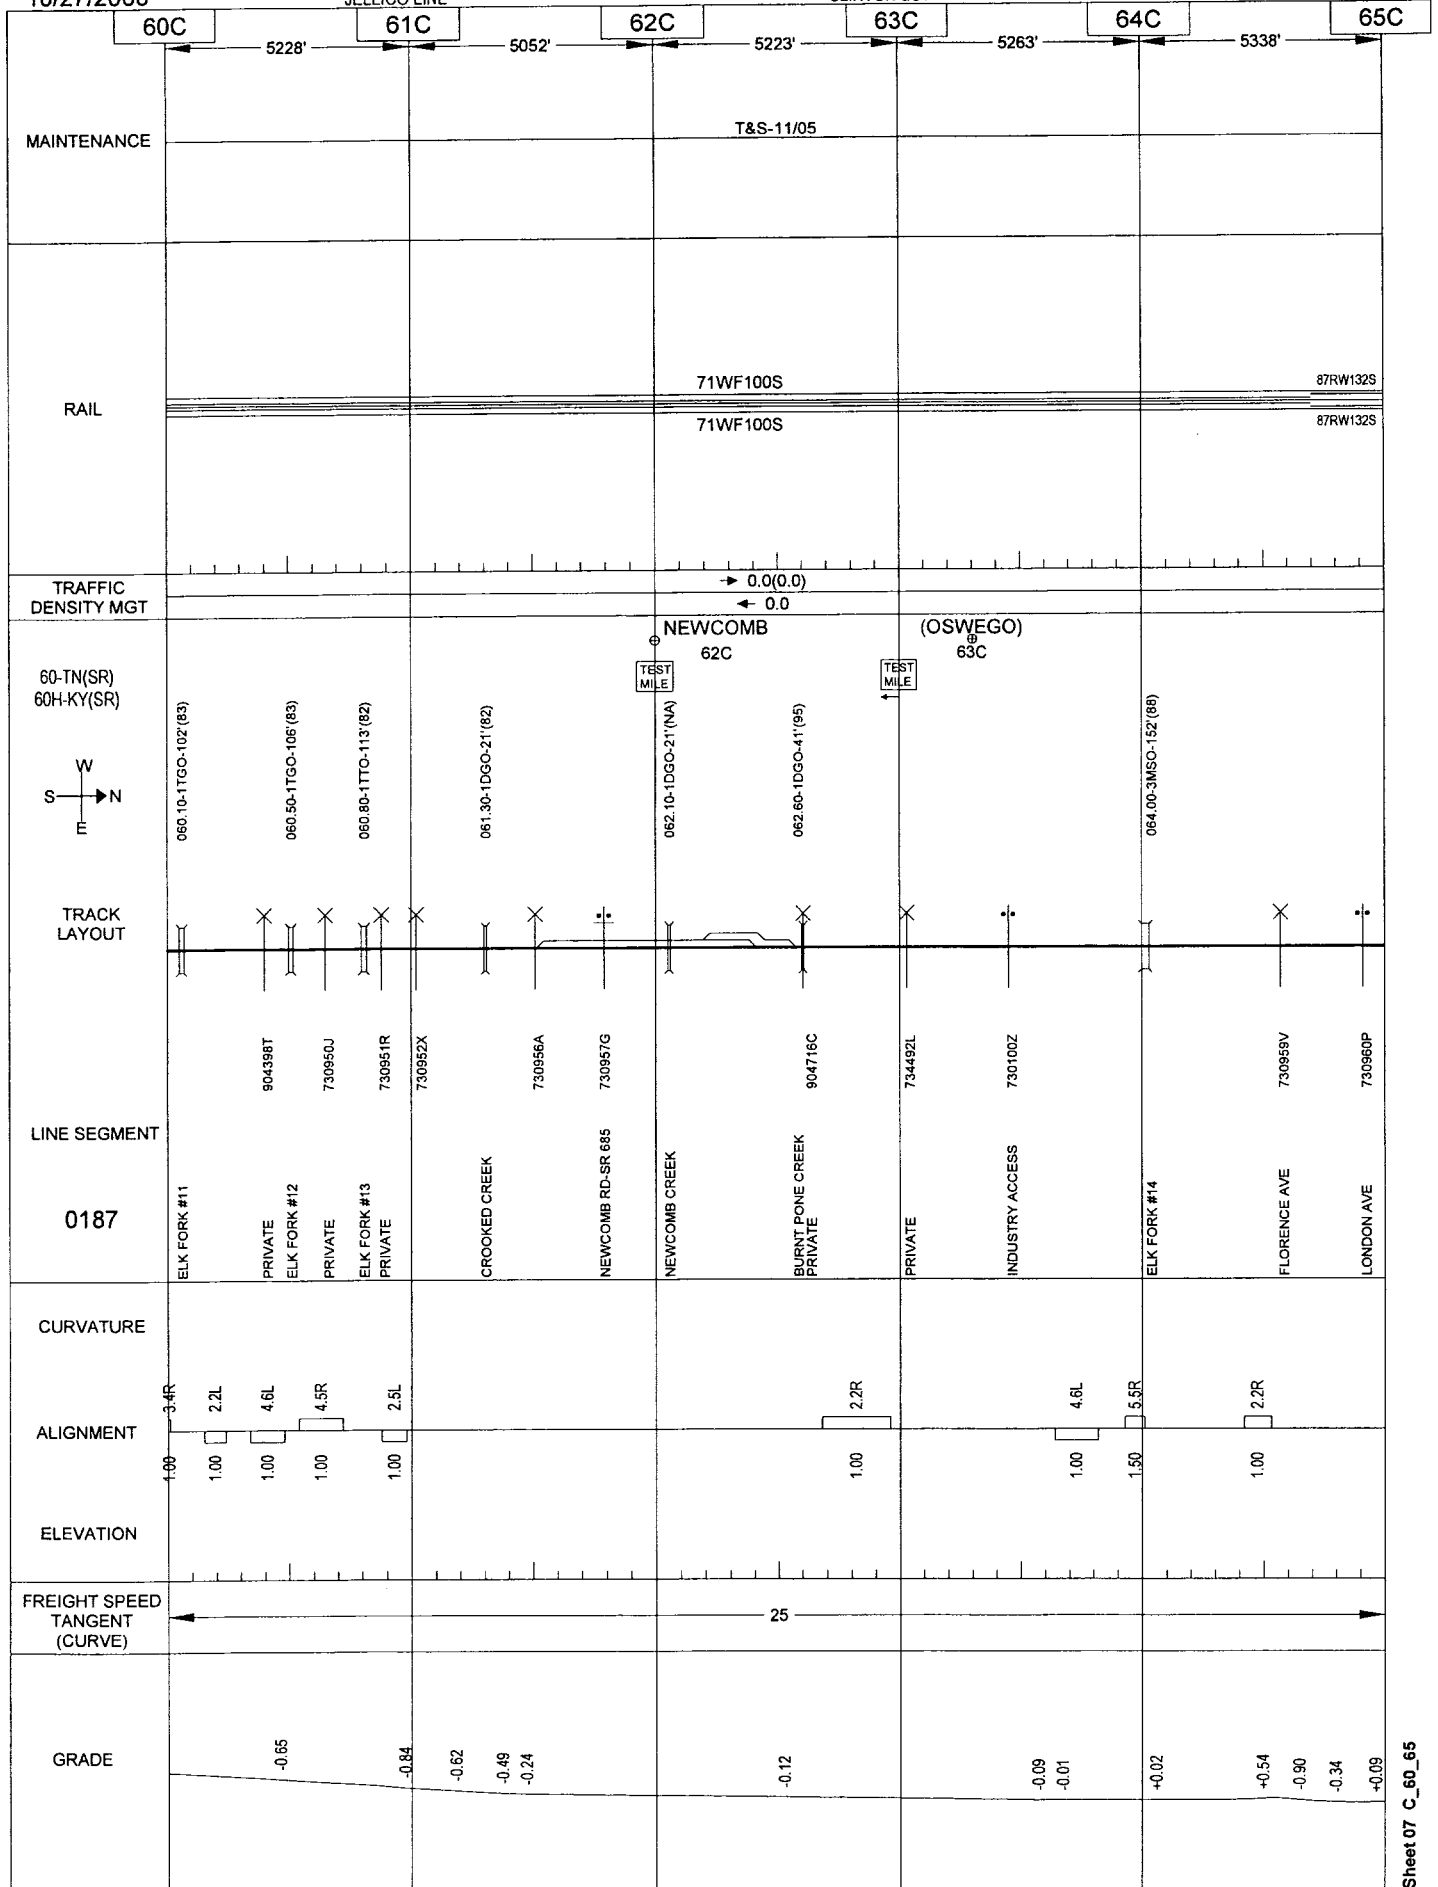 JELLICO LINE
60C 61C 62C 63C 64C 65C
5228' 5052' 5223' 5263' 5338'
MAINTENANCE
T&S-11/05
RAIL
71WF100S
87RW132S
71WF100S
87RW132S
TRAFFIC
DENSITY MGT
0.0(0.0)
0.0
NEWCOMB
62C
(OSWEGO)
63C
TEST
MILE
TEST
MILE
60-TN(SR)
60H-KY(SR)
W
S N
E
060.10-1TGO-102'(83)
060.50-1TGO-106'(83)
060.80-1TTO-113'(82)
061.30-1DGO-21'(82)
062.10-1DGO-21'(NA)
062.60-1DGO-41'(95)
064.00-3MSO-152'(88)
TRACK
LAYOUT
904398T
730950J
730951R
730952X
730956A
730957G
904716C
734492L
730100Z
730959V
730960P
LINE SEGMENT
0187
ELK FORK #11
PRIVATE
ELK FORK #12
PRIVATE
ELK FORK #13
PRIVATE
CROOKED CREEK
NEWCOMB RD-SR 685
NEWCOMB CREEK
BURNT PONE CREEK
PRIVATE
PRIVATE
INDUSTRY ACCESS
ELK FORK #14
FLORENCE AVE
LONDON AVE
CURVATURE
3.4R 2.2L 4.6L 4.5R 2.5L 2.2R 4.6L 5.5R 2.2R
ALIGNMENT
1.00 1.00 1.00 1.00 1.00 1.00 1.00 1.50 1.00
ELEVATION
FREIGHT SPEED
TANGENT
(CURVE)
25
GRADE
-0.65 -0.84 -0.62 -0.49 -0.24 -0.12 -0.09 -0.01 +0.02 +0.54 -0.90 -0.34 +0.09
Sheet 07 C_60_65